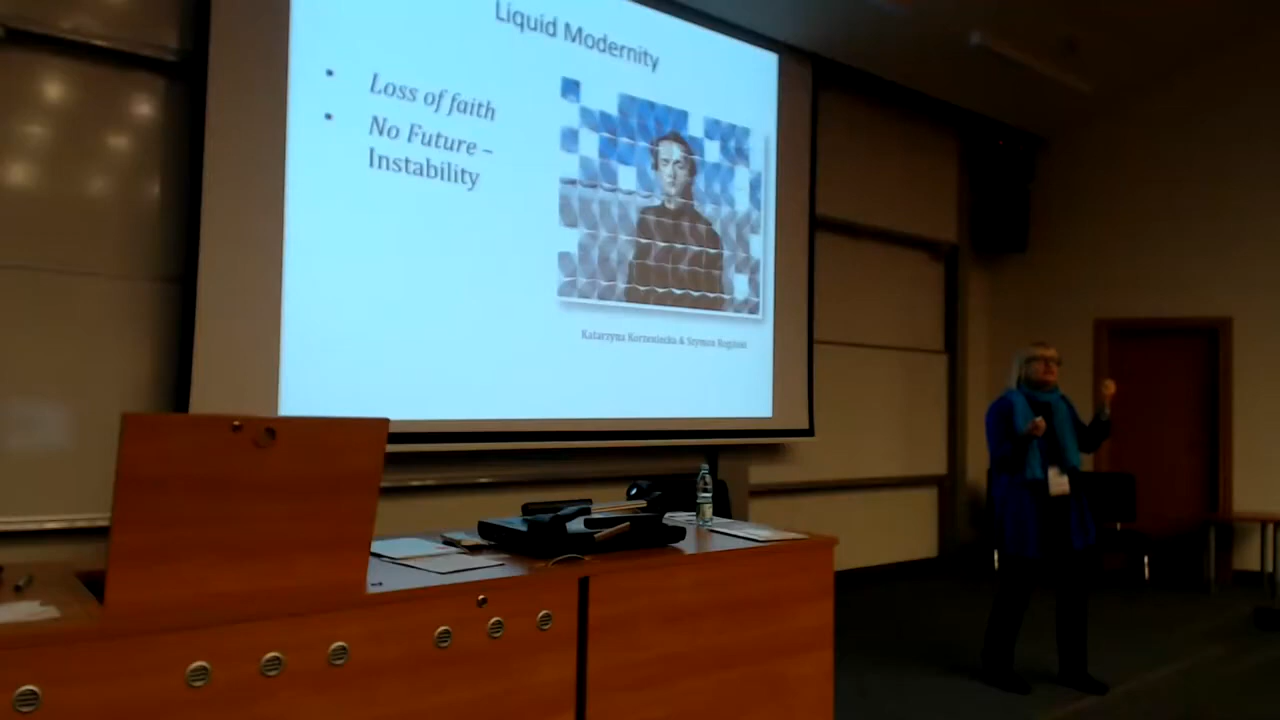 Liquid Modernity
• Loss of faith
• No Future –
Instability
Katarzyna Korzeniecka & Szymon Rogiński